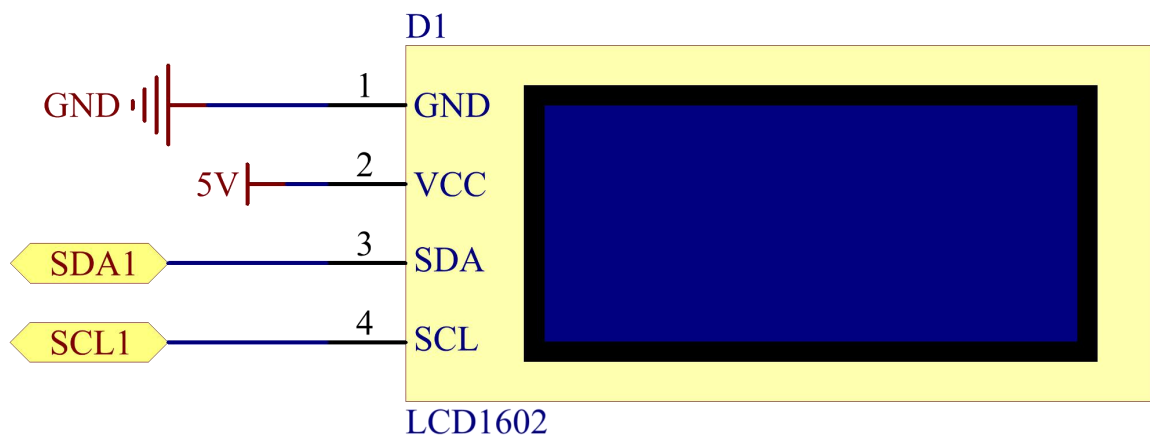 D1
GND 1 GND
5V 2 VCC
SDA1 3 SDA
SCL1 4 SCL
LCD1602